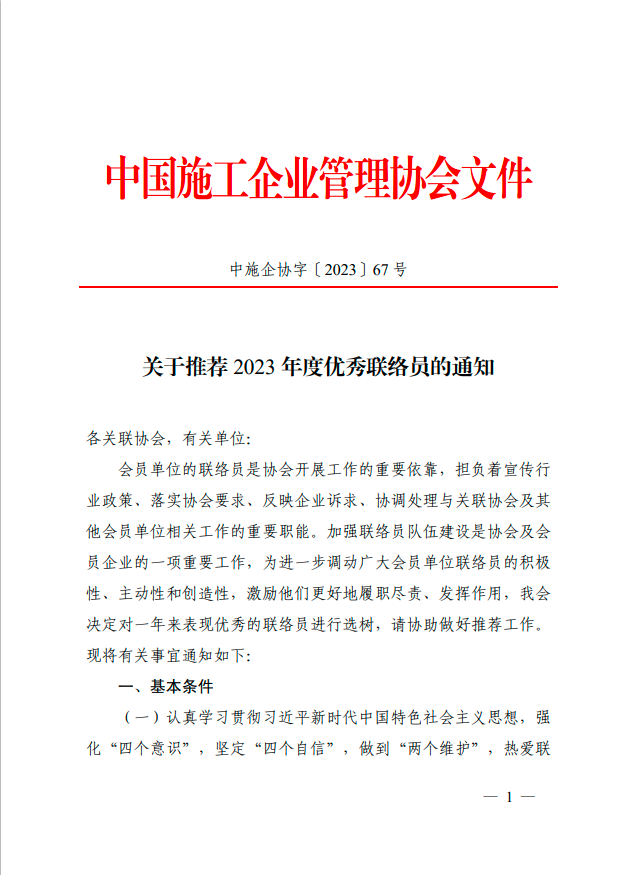 中国施工企业管理协会文件
中施企协字〔2023〕67 号
关于推荐 2023 年度优秀联络员的通知
各关联协会，有关单位：
会员单位的联络员是协会开展工作的重要依靠，担负着宣传行
业政策、落实协会要求、反映企业诉求、协调处理与关联协会及其
他会员单位相关工作的重要职能。加强联络员队伍建设是协会及会
员企业的一项重要工作，为进一步调动广大会员单位联络员的积极
性、主动性和创造性，激励他们更好地履职尽责、发挥作用，我会
决定对一年来表现优秀的联络员进行选树，请协助做好推荐工作。
现将有关事宜通知如下：
一、基本条件
（一）认真学习贯彻习近平新时代中国特色社会主义思想，强
化“四个意识”，坚定“四个自信”，做到“两个维护”，热爱联
— 1 —